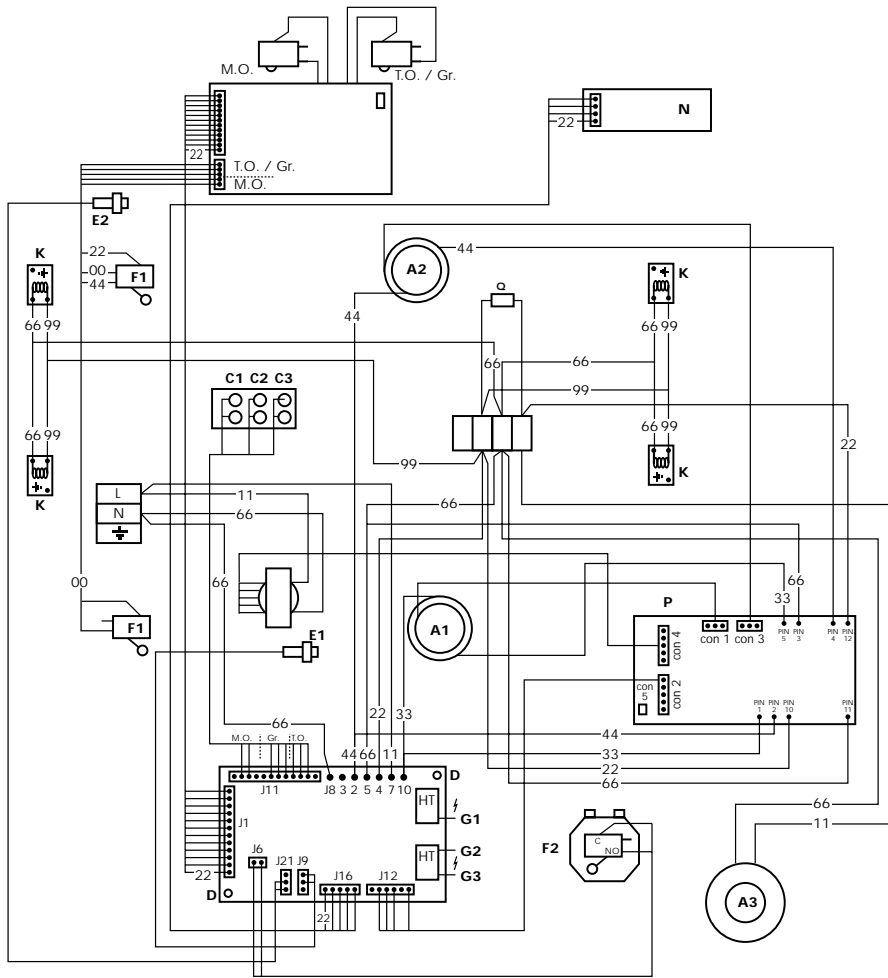 M.O.
T.O. / Gr.
22
T.O. / Gr.
M.O.
22
N
E2
K
22
00
44
F1
A2
44
44
Q
K
66 99
66 99
66
66
99
C1 C2 C3
66 99
K
99
66 99
K
22
L
N
11
66
66
00
66
F1
E1
A1
33
66
P
con 1
con 3
PIN 5
PIN 3
PIN 4
PIN 12
con 4
con 5
con 2
PIN 1
PIN 2
PIN 10
PIN 11
66
22
33
44 66
11
44
33
22
66
M.O.
Gr.
T.O.
J11
J8 3 2 5 4 7 10
D
J1
HT
G1
J6
J21 J9
HT
G2
G3
J16
J12
22
D
22
F2
C
NO
66
11
A3